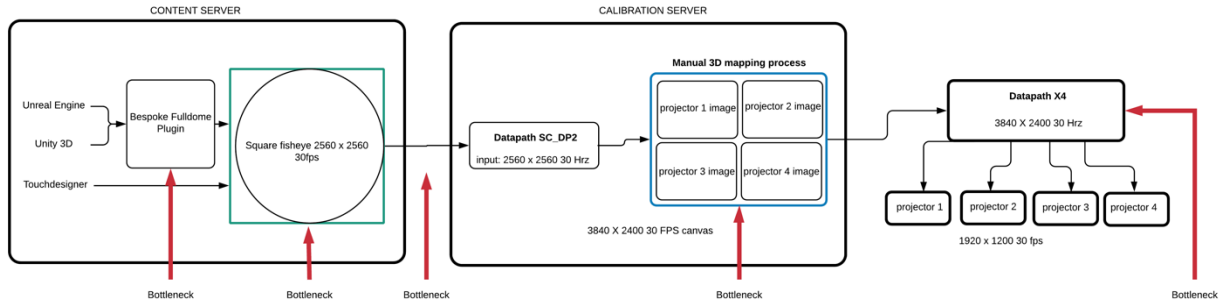 CONTENT SERVER
CALIBRATION SERVER
Unreal Engine
Unity 3D
Touchdesigner
Bespoke Fulldome
Plugin
Square fisheye 2560 x 2560
30fps
Datapath SC_DP2
input: 2560 x 2560 30 Hrz
Manual 3D mapping process
projector 1 image
projector 2 image
projector 3 image
projector 4 image
3840 X 2400 30 FPS canvas
Datapath X4
3840 X 2400 30 Hrz
projector 1
projector 2
projector 3
projector 4
1920 x 1200 30 fps
Bottleneck
Bottleneck
Bottleneck
Bottleneck
Bottleneck